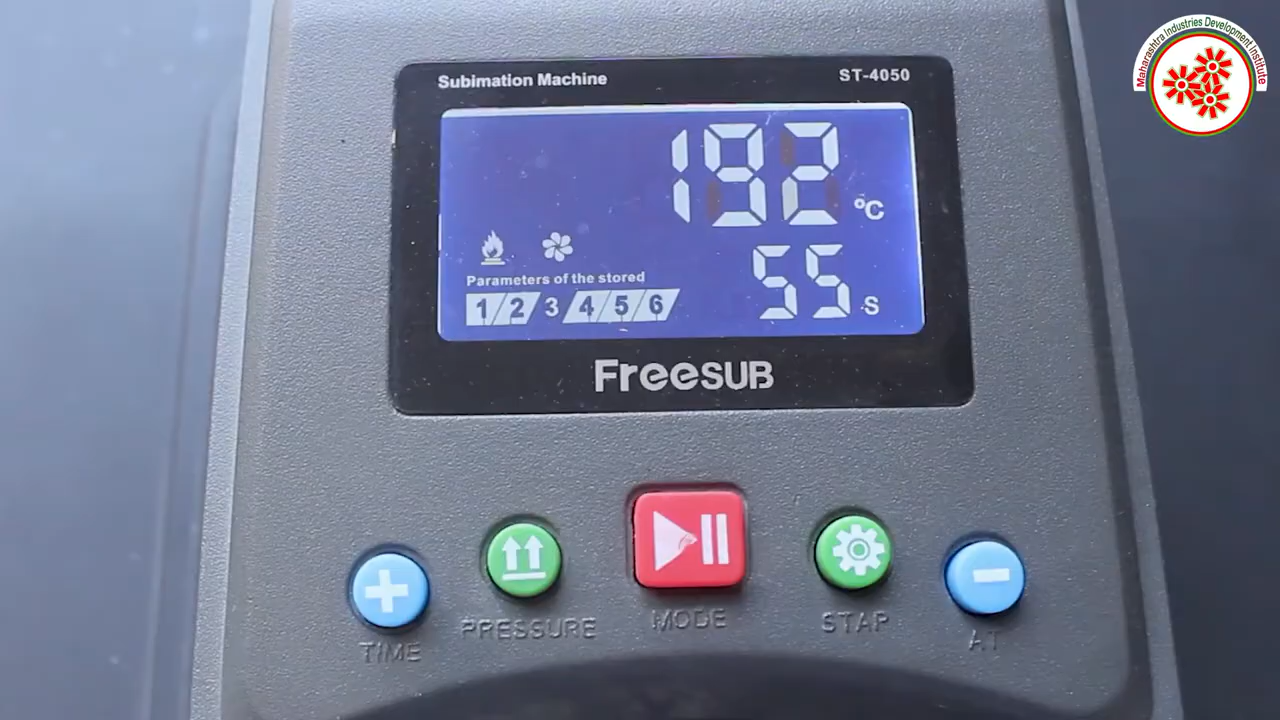 Maharashtra Industries Development Institute
Subimation Machine
ST-4050
192 °C
Parameters of the stored
1 2 3 4 5 6
55 S
FreeSUB
TIME
PRESSURE
MODE
STAP
AT